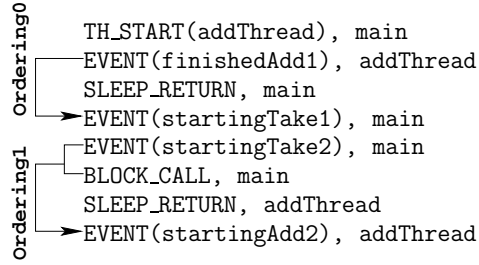 Ordering0
TH_START(addThread), main
EVENT(finishedAdd1), addThread
SLEEP_RETURN, main
EVENT(startingTake1), main
Ordering1
EVENT(startingTake2), main
BLOCK_CALL, main
SLEEP_RETURN, addThread
EVENT(startingAdd2), addThread